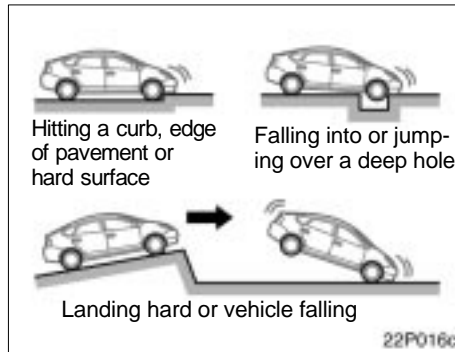 Hitting a curb, edge
of pavement or
hard surface
Falling into or jump-
ing over a deep hole
Landing hard or vehicle falling
22P016c